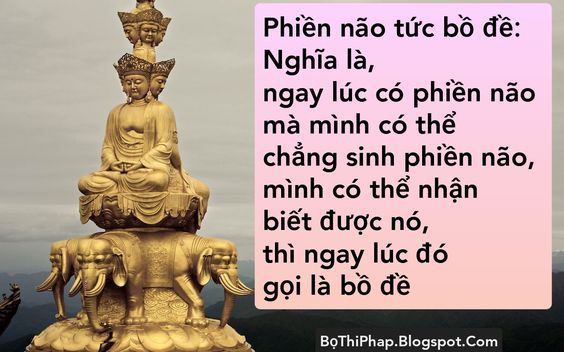 Phiền não tức bồ đề:
Nghĩa là,
ngay lúc có phiền não
mà mình có thể
chẳng sinh phiền não,
mình có thể nhận
biết được nó,
thì ngay lúc đó
gọi là bồ đề
BọThiPhap.Blogspot.Com